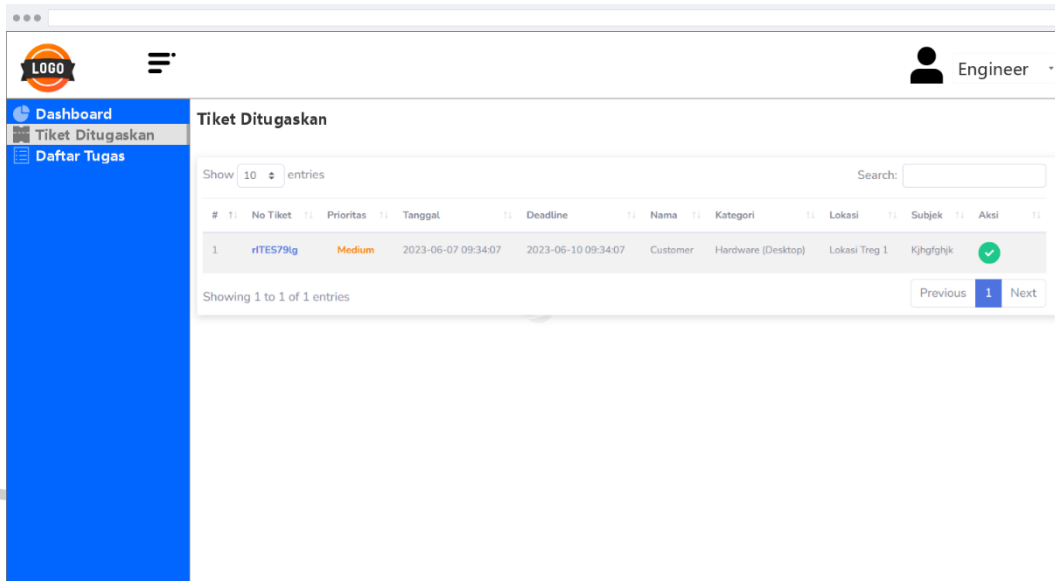 LOGO
Engineer
Dashboard
Tiket Ditugaskan
Daftar Tugas
Tiket Ditugaskan
Show 10 entries
Search:
# No Tiket Prioritas Tanggal Deadline Nama Kategori Lokasi Subjek Aksi
1 rlTES79lg Medium 2023-06-07 09:34:07 2023-06-10 09:34:07 Customer Hardware (Desktop) Lokasi Treg 1 Kjhgfghjk
Showing 1 to 1 of 1 entries
Previous 1 Next